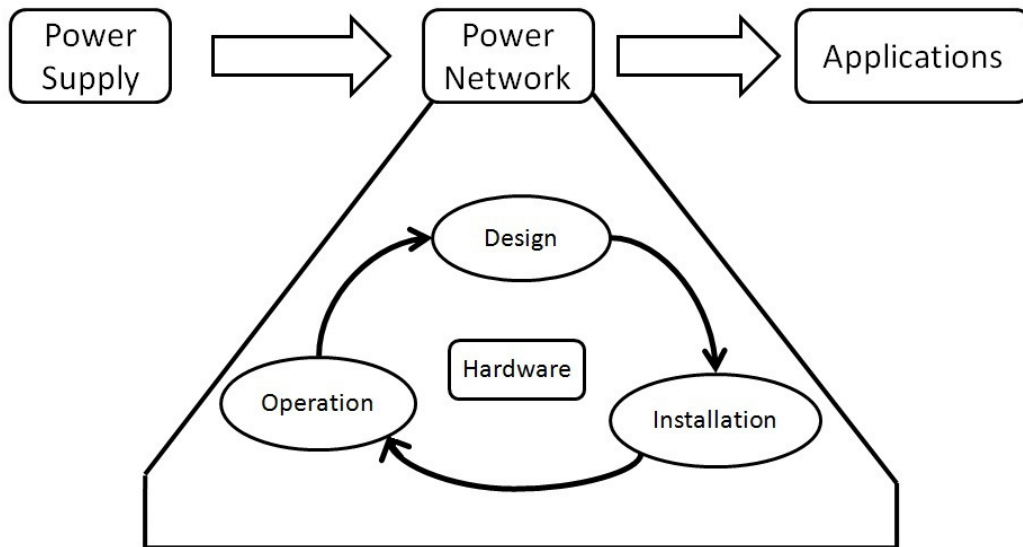 Power
Supply
Power
Network
Applications
Design
Hardware
Operation
Installation